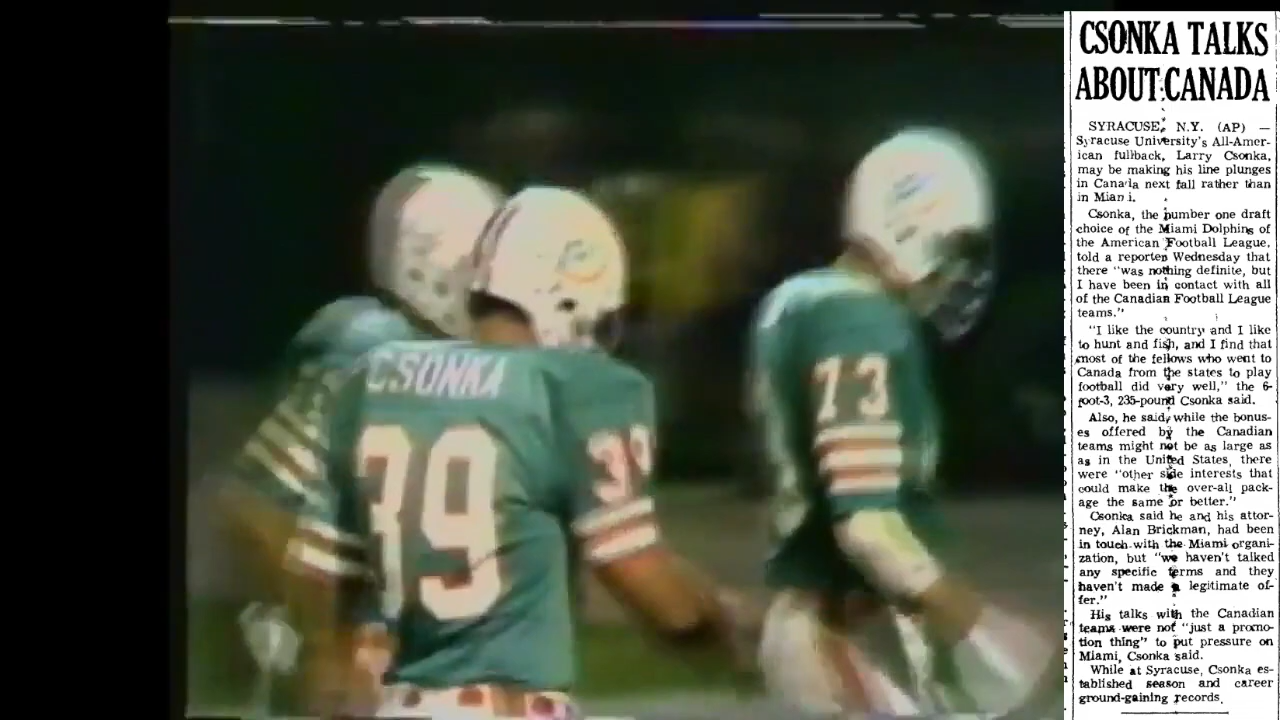 CSONKA
39
39
73
CSONKA TALKS
ABOUT CANADA
SYRACUSE, N.Y. (AP) —
Syracuse University's All-Amer-
ican fullback, Larry Csonka,
may be making his line plunges
in Canada next fall rather than
in Miami.
Csonka, the number one draft
choice of the Miami Dolphins of
the American Football League,
told a reporter Wednesday that
there "was nothing definite, but
I have been in contact with all
of the Canadian Football League
teams."
"I like the country and I like
to hunt and fish, and I find that
most of the fellows who went to
Canada from the states to play
football did very well," the 6-
foot-3, 235-pound Csonka said.
Also, he said, while the bonus-
es offered by the Canadian
teams might not be as large as
as in the United States, there
were "other side interests that
could make the over-all pack-
age the same or better."
Csonka said he and his attor-
ney, Alan Brickman, had been
in touch with the Miami organi-
zation, but "we haven't talked
any specific terms and they
haven't made a legitimate of-
fer."
His talks with the Canadian
teams were not "just a promo-
tion thing" to put pressure on
Miami, Csonka said.
While at Syracuse, Csonka es-
tablished season and career
ground-gaining records.